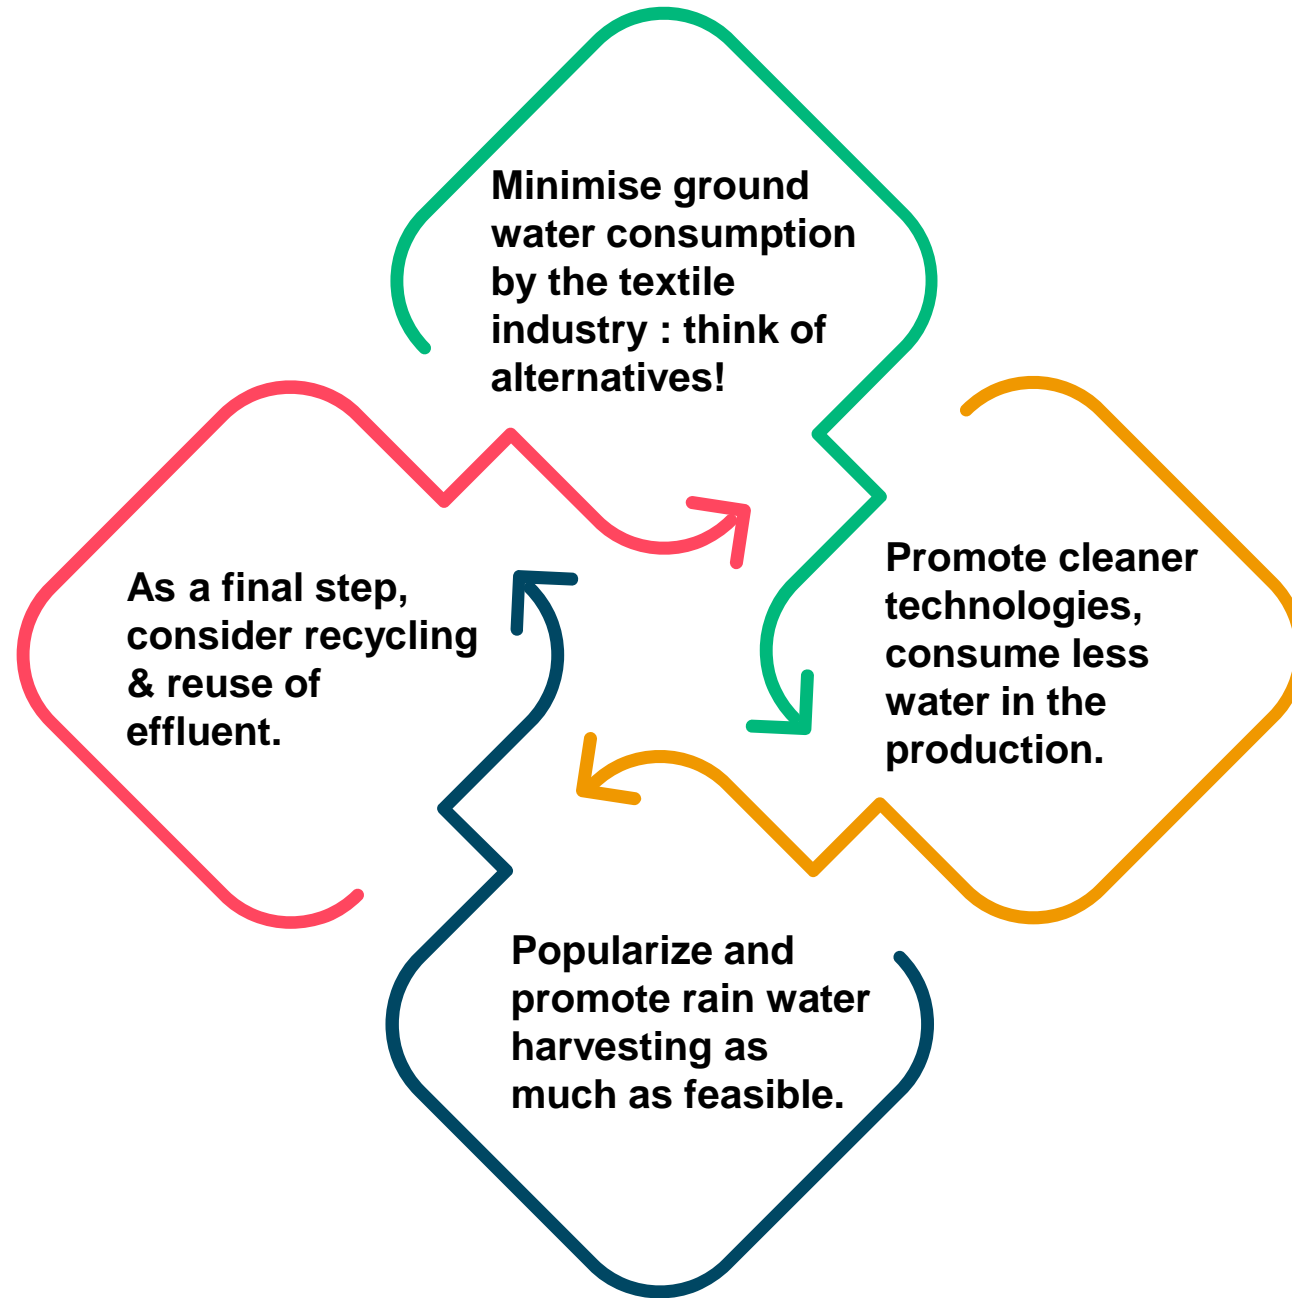 Minimise ground
water consumption
by the textile
industry : think of
alternatives!
Promote cleaner
technologies,
consume less
water in the
production.
Popularize and
promote rain water
harvesting as
much as feasible.
As a final step,
consider recycling
& reuse of
effluent.